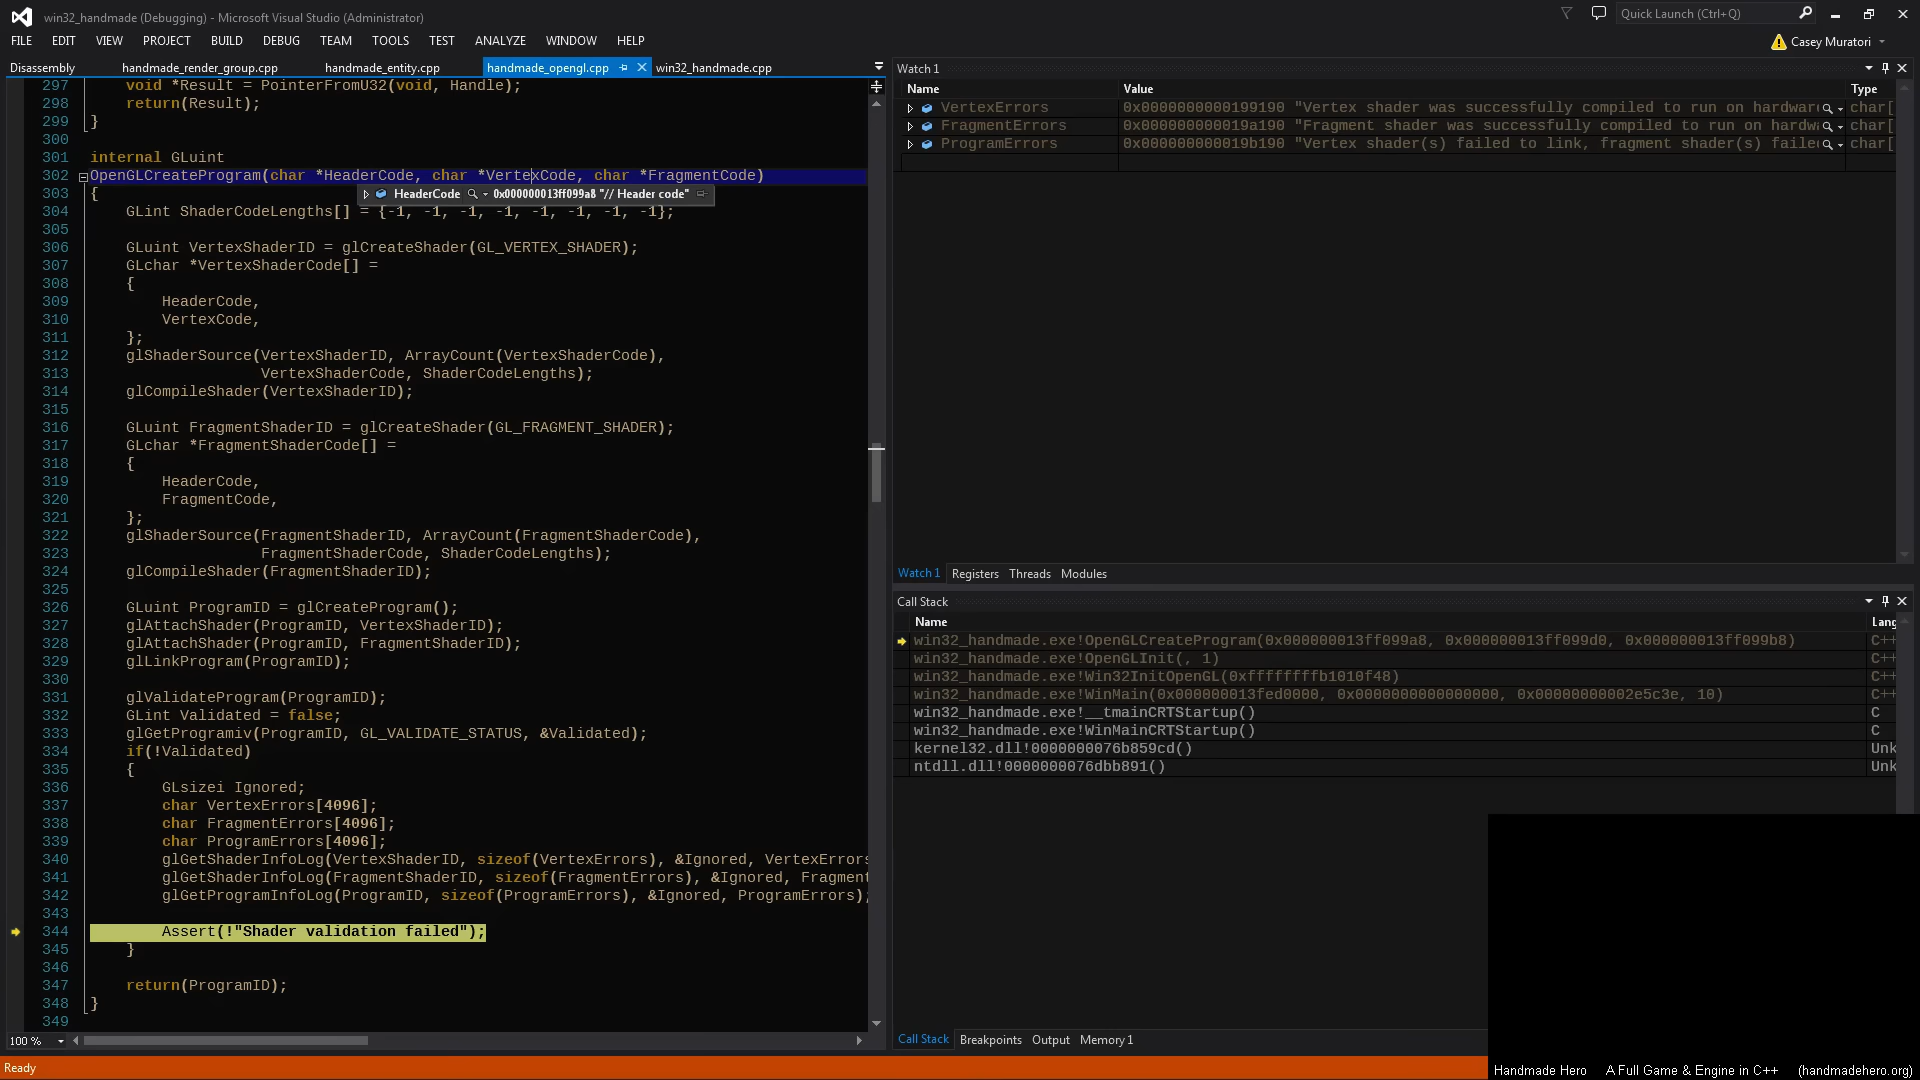 win32_handmade (Debugging) - Microsoft Visual Studio (Administrator)
Quick Launch (Ctrl+Q)
FILE EDIT VIEW PROJECT BUILD DEBUG TEAM TOOLS TEST ANALYZE WINDOW HELP
Casey Muratori
Disassembly handmade_render_group.cpp handmade_entity.cpp handmade_opengl.cpp win32_handmade.cpp
297 void *Result = PointerFromU32(void, Handle);
298 return(Result);
299 }
300
301 internal GLuint
302 OpenGLCreateProgram(char *HeaderCode, char *VertexCode, char *FragmentCode)
303 {
HeaderCode 0x000000013ff099a8 "// Header code"
304 GLint ShaderCodeLengths[] = {-1, -1, -1, -1, -1, -1, -1, -1};
305
306 GLuint VertexShaderID = glCreateShader(GL_VERTEX_SHADER);
307 GLchar *VertexShaderCode[] =
308 {
309 HeaderCode,
310 VertexCode,
311 };
312 glShaderSource(VertexShaderID, ArrayCount(VertexShaderCode),
313 VertexShaderCode, ShaderCodeLengths);
314 glCompileShader(VertexShaderID);
315
316 GLuint FragmentShaderID = glCreateShader(GL_FRAGMENT_SHADER);
317 GLchar *FragmentShaderCode[] =
318 {
319 HeaderCode,
320 FragmentCode,
321 };
322 glShaderSource(FragmentShaderID, ArrayCount(FragmentShaderCode),
323 FragmentShaderCode, ShaderCodeLengths);
324 glCompileShader(FragmentShaderID);
325
326 GLuint ProgramID = glCreateProgram();
327 glAttachShader(ProgramID, VertexShaderID);
328 glAttachShader(ProgramID, FragmentShaderID);
329 glLinkProgram(ProgramID);
330
331 glValidateProgram(ProgramID);
332 GLint Validated = false;
333 glGetProgramiv(ProgramID, GL_VALIDATE_STATUS, &Validated);
334 if(!Validated)
335 {
336 GLsizei Ignored;
337 char VertexErrors[4096];
338 char FragmentErrors[4096];
339 char ProgramErrors[4096];
340 glGetShaderInfoLog(VertexShaderID, sizeof(VertexErrors), &Ignored, VertexErrors
341 glGetShaderInfoLog(FragmentShaderID, sizeof(FragmentErrors), &Ignored, Fragment
342 glGetProgramInfoLog(ProgramID, sizeof(ProgramErrors), &Ignored, ProgramErrors);
343
344 Assert(!"Shader validation failed");
345 }
346
347 return(ProgramID);
348 }
349
100 %
Watch 1
Name Value Type
VertexErrors 0x0000000000199190 "Vertex shader was successfully compiled to run on hardwar char[
FragmentErrors 0x000000000019a190 "Fragment shader was successfully compiled to run on hardwa char[
ProgramErrors 0x000000000019b190 "Vertex shader(s) failed to link, fragment shader(s) failed char[
Watch 1 Registers Threads Modules
Call Stack
Name Lang
win32_handmade.exe!OpenGLCreateProgram(0x000000013ff099a8, 0x000000013ff099d0, 0x000000013ff099b8) C++
win32_handmade.exe!OpenGLInit(, 1) C++
win32_handmade.exe!Win32InitOpenGL(0xffffffffb1010f48) C++
win32_handmade.exe!WinMain(0x000000013fed0000, 0x0000000000000000, 0x00000000002e5c3e, 10) C++
win32_handmade.exe!__tmainCRTStartup() C
win32_handmade.exe!WinMainCRTStartup() C
kernel32.dll!0000000076b859cd() Unk
ntdll.dll!0000000076dbb891() Unk
Call Stack Breakpoints Output Memory 1
Ready
Handmade Hero A Full Game & Engine in C++ (handmadehero.org)